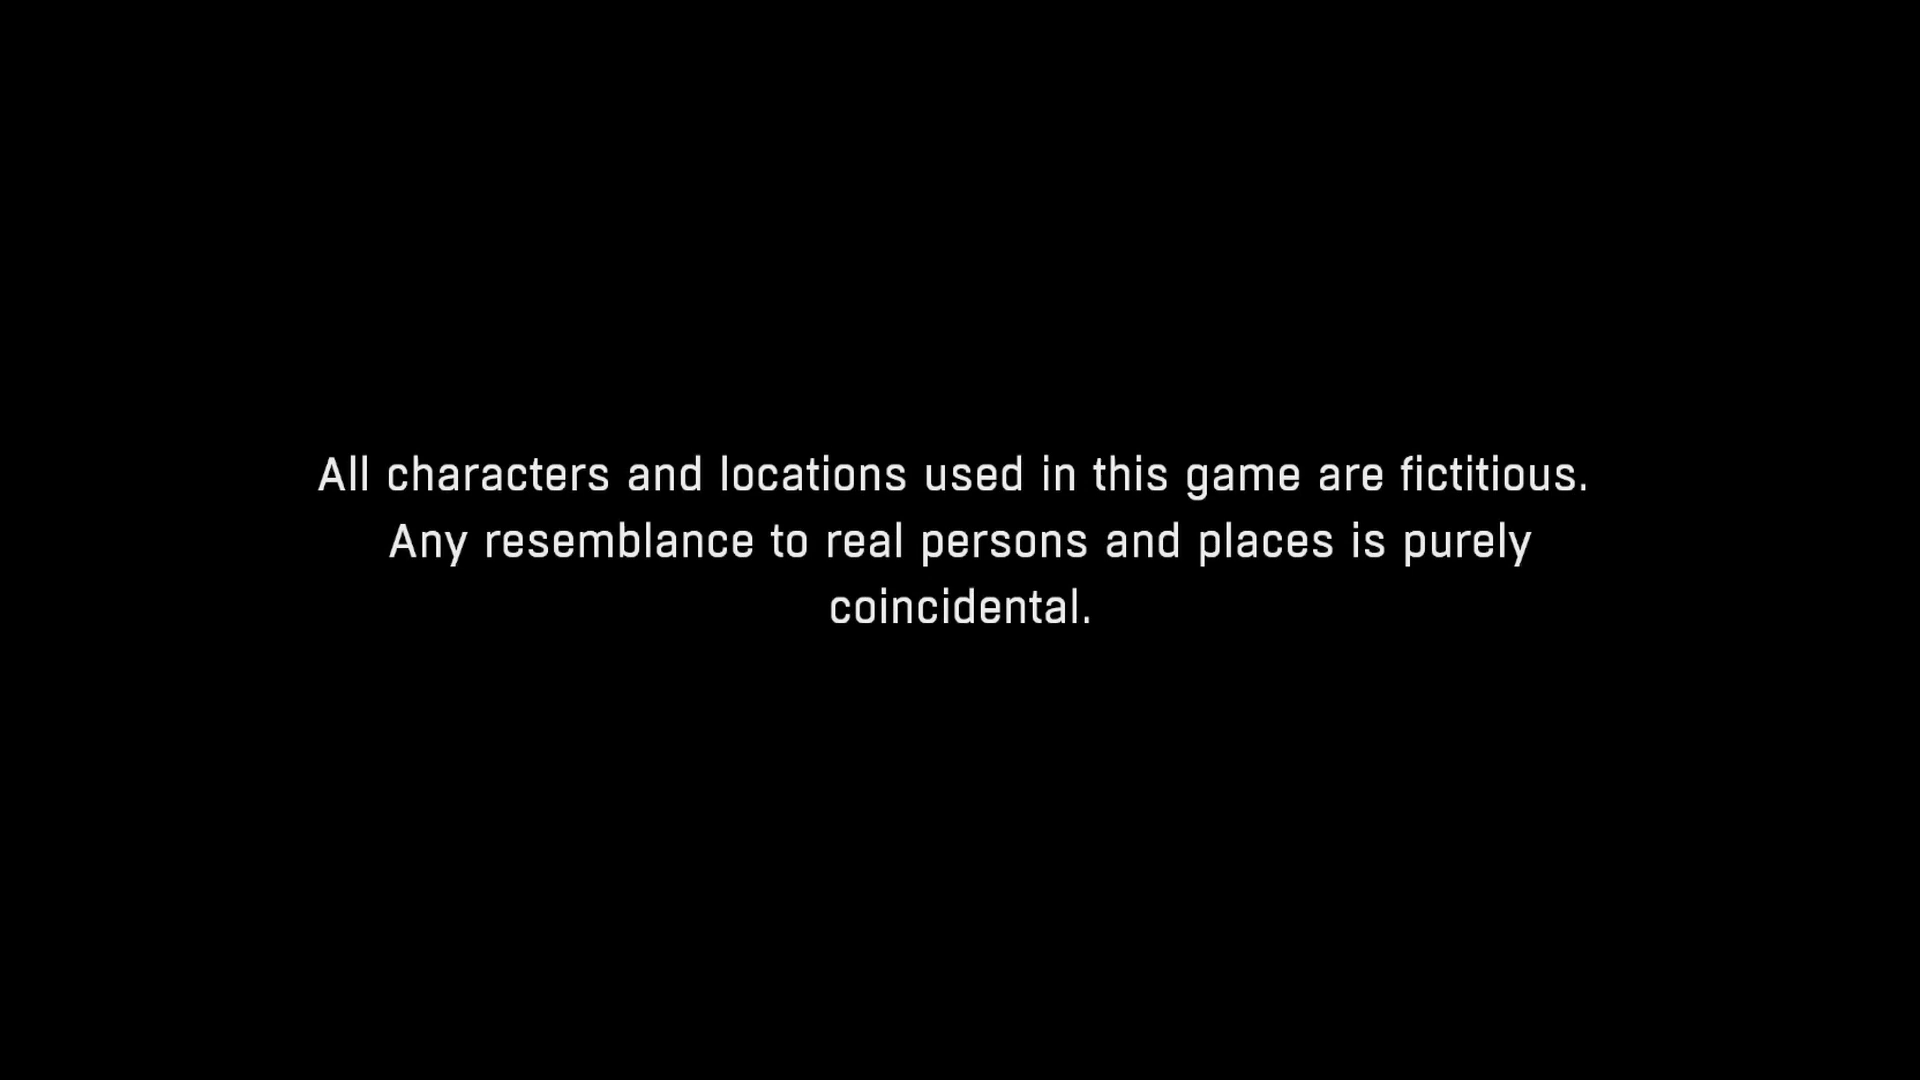 All characters and locations used in this game are fictitious.
Any resemblance to real persons and places is purely
coincidental.